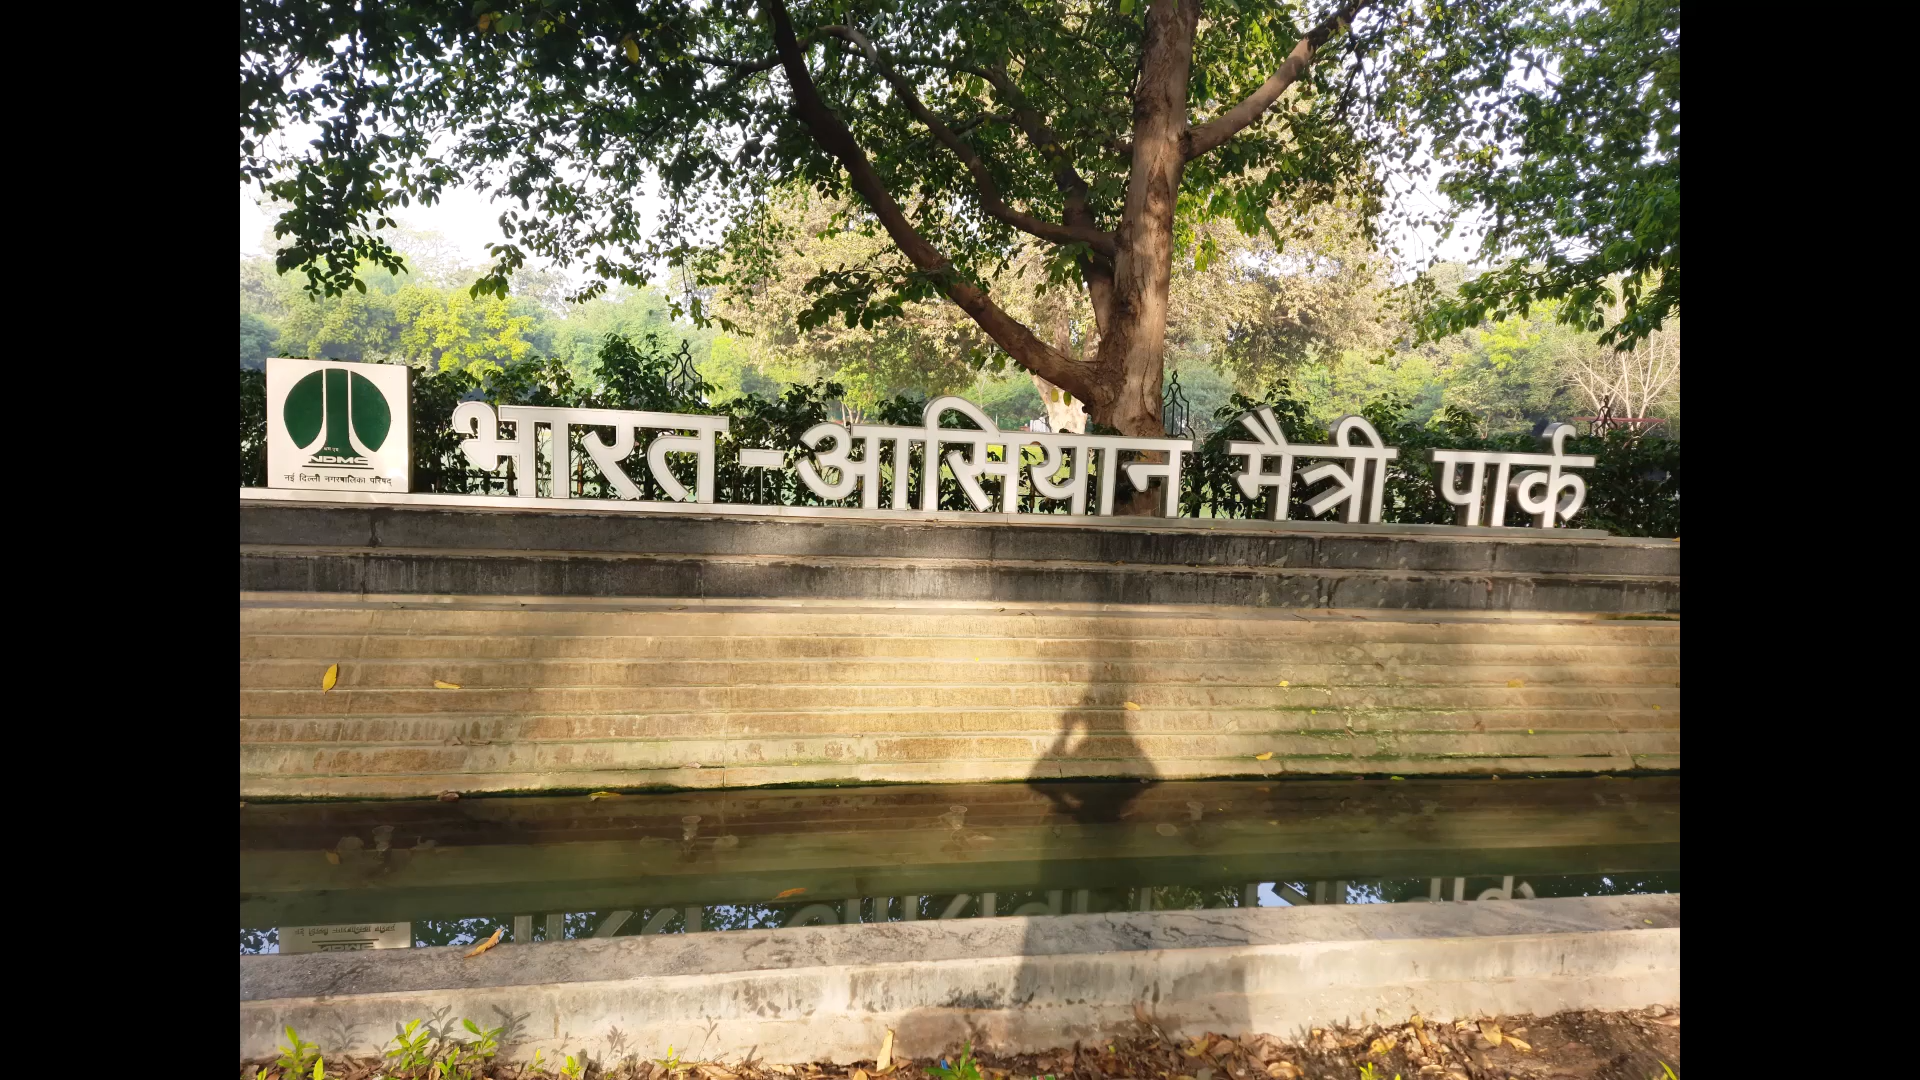 भारत-आसियान मैत्री पार्क
NDMC
नई दिल्ली नगरपालिका परिषद्